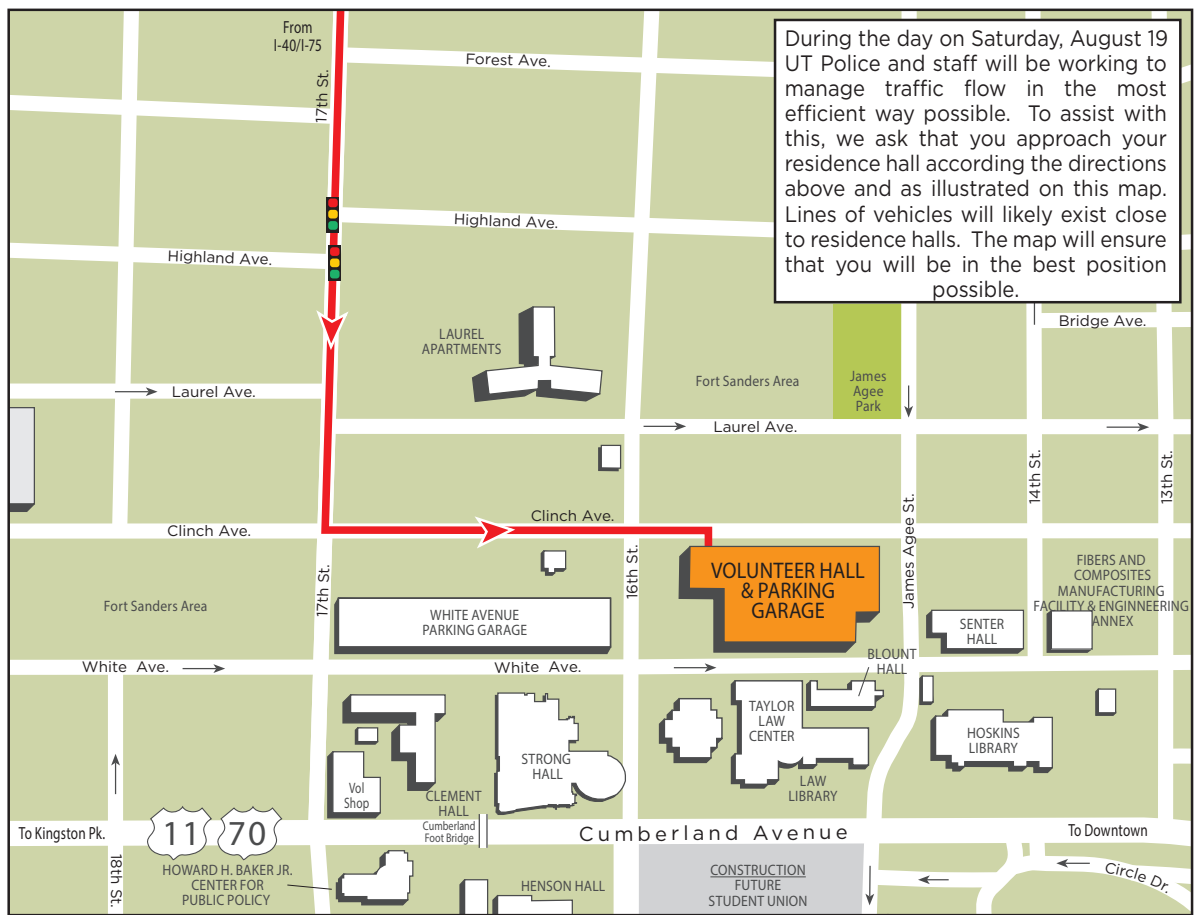 From
I-40/I-75
17th St.
Forest Ave.
During the day on Saturday, August 19
UT Police and staff will be working to
manage traffic flow in the most
efficient way possible. To assist with
this, we ask that you approach your
residence hall according the directions
above and as illustrated on this map.
Lines of vehicles will likely exist close
to residence halls. The map will ensure
that you will be in the best position
possible.
Highland Ave.
Highland Ave.
Bridge Ave.
LAUREL
APARTMENTS
Fort Sanders Area
James
Agee
Park
Laurel Ave.
Laurel Ave.
14th St.
13th St.
Clinch Ave.
Clinch Ave.
17th St.
16th St.
James Agee St.
VOLUNTEER HALL
& PARKING
GARAGE
FIBERS AND
COMPOSITES
MANUFACTURING
FACILITY & ENGINNEERING
ANNEX
Fort Sanders Area
WHITE AVENUE
PARKING GARAGE
SENTER
HALL
White Ave.
White Ave.
BLOUNT
HALL
TAYLOR
LAW
CENTER
HOSKINS
LIBRARY
STRONG
HALL
Vol
Shop
CLEMENT
HALL
LAW
LIBRARY
To Kingston Pk.
11
70
Cumberland
Foot Bridge
Cumberland Avenue
To Downtown
18th St.
HOWARD H. BAKER JR.
CENTER FOR
PUBLIC POLICY
HENSON HALL
CONSTRUCTION
FUTURE
STUDENT UNION
Circle Dr.